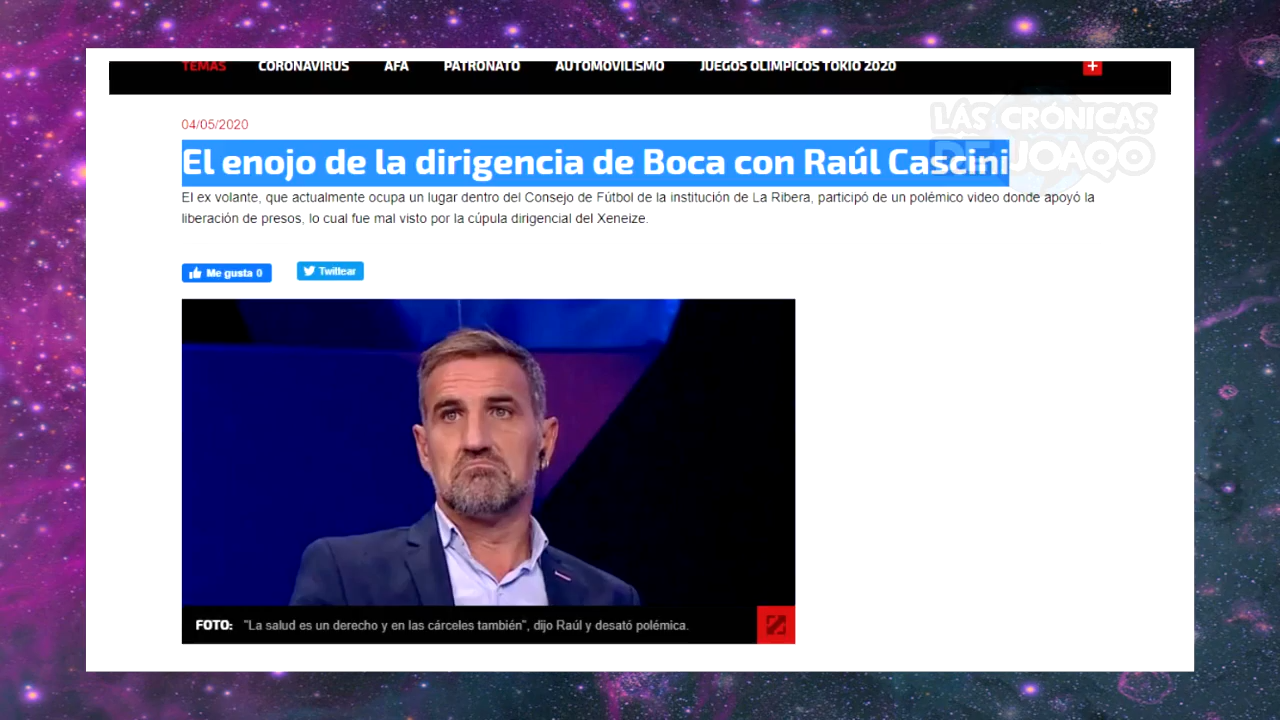 TEMAS CORONAVIRUS AFA PATRONATO AUTOMOVILISMO JUEGOS OLÍMPICOS TOKIO 2020 +
04/05/2020
LÁS CRÓNICAS
DE JOAQO
El enojo de la dirigencia de Boca con Raúl Cascini
El ex volante, que actualmente ocupa un lugar dentro del Consejo de Fútbol de la institución de La Ribera, participó de un polémico video donde apoyó la
liberación de presos, lo cual fue mal visto por la cúpula dirigencial del Xeneize.
Me gusta 0 Twittear
FOTO: "La salud es un derecho y en las cárceles también", dijo Raúl y desató polémica.